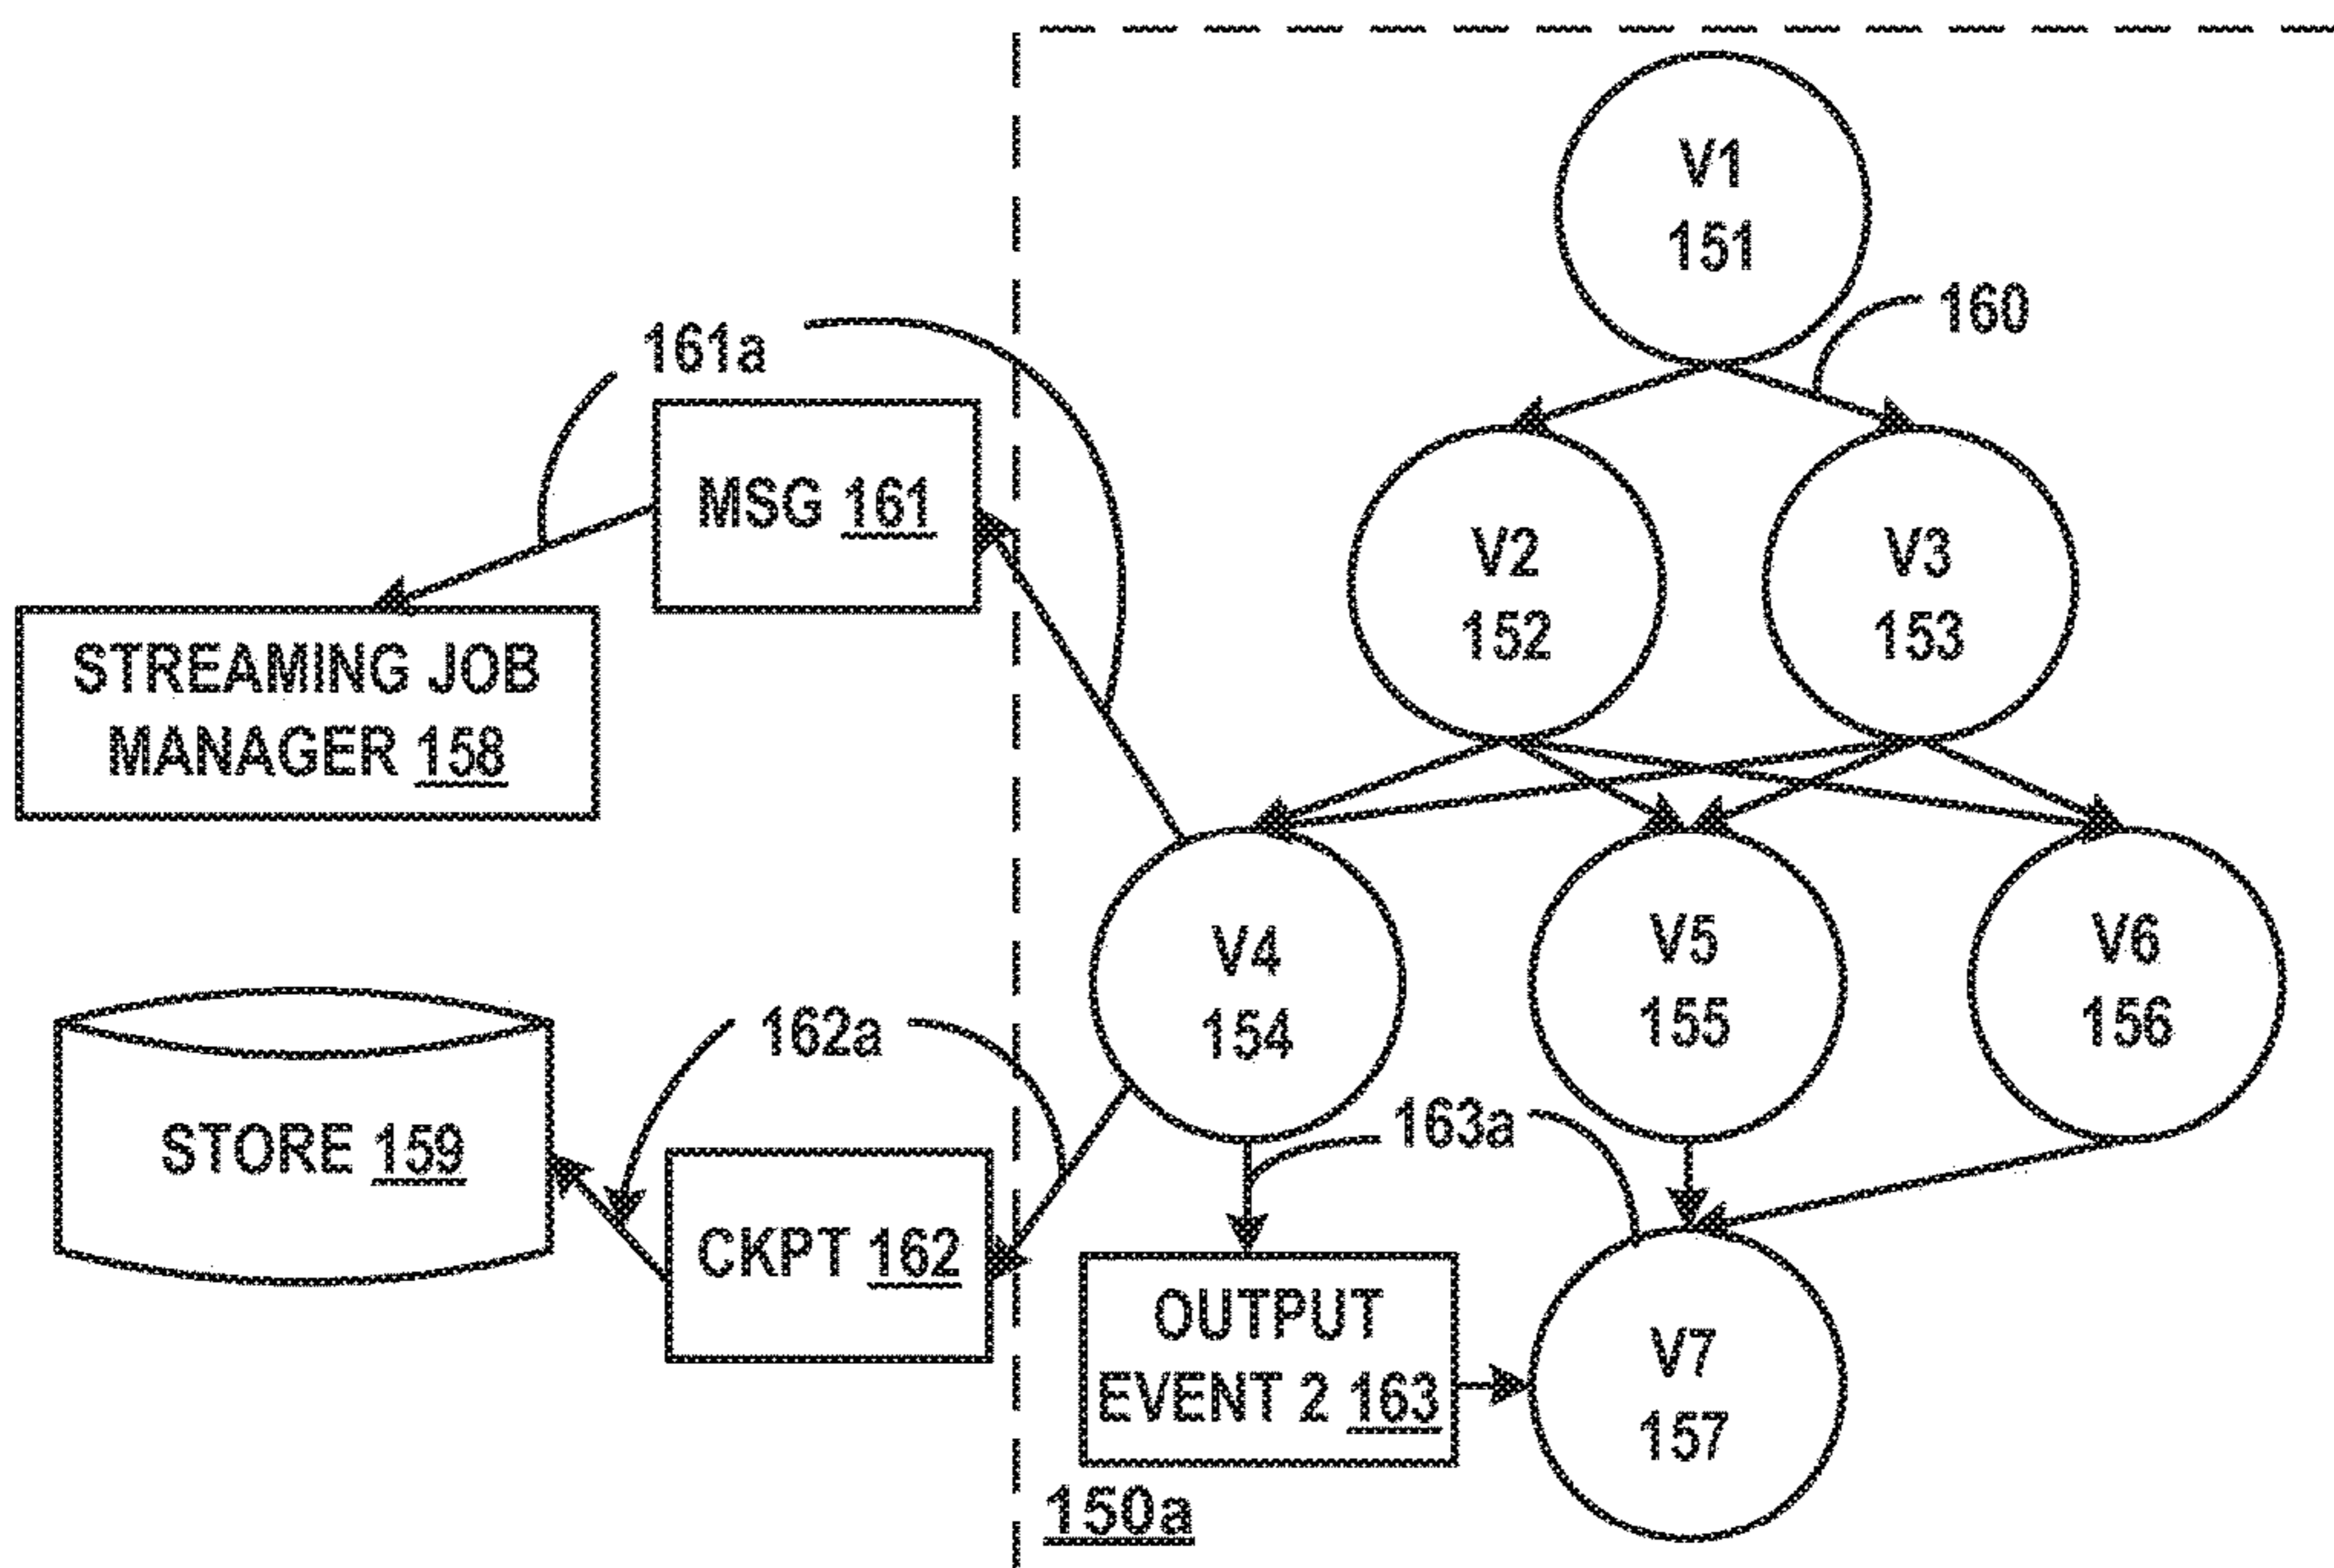 V1
151
160
161a
MSG 161
V2
152
V3
153
STREAMING JOB
MANAGER 158
V4
154
V5
155
V6
156
162a
163a
STORE 159
CKPT 162
OUTPUT
EVENT 2 163
V7
157
150a